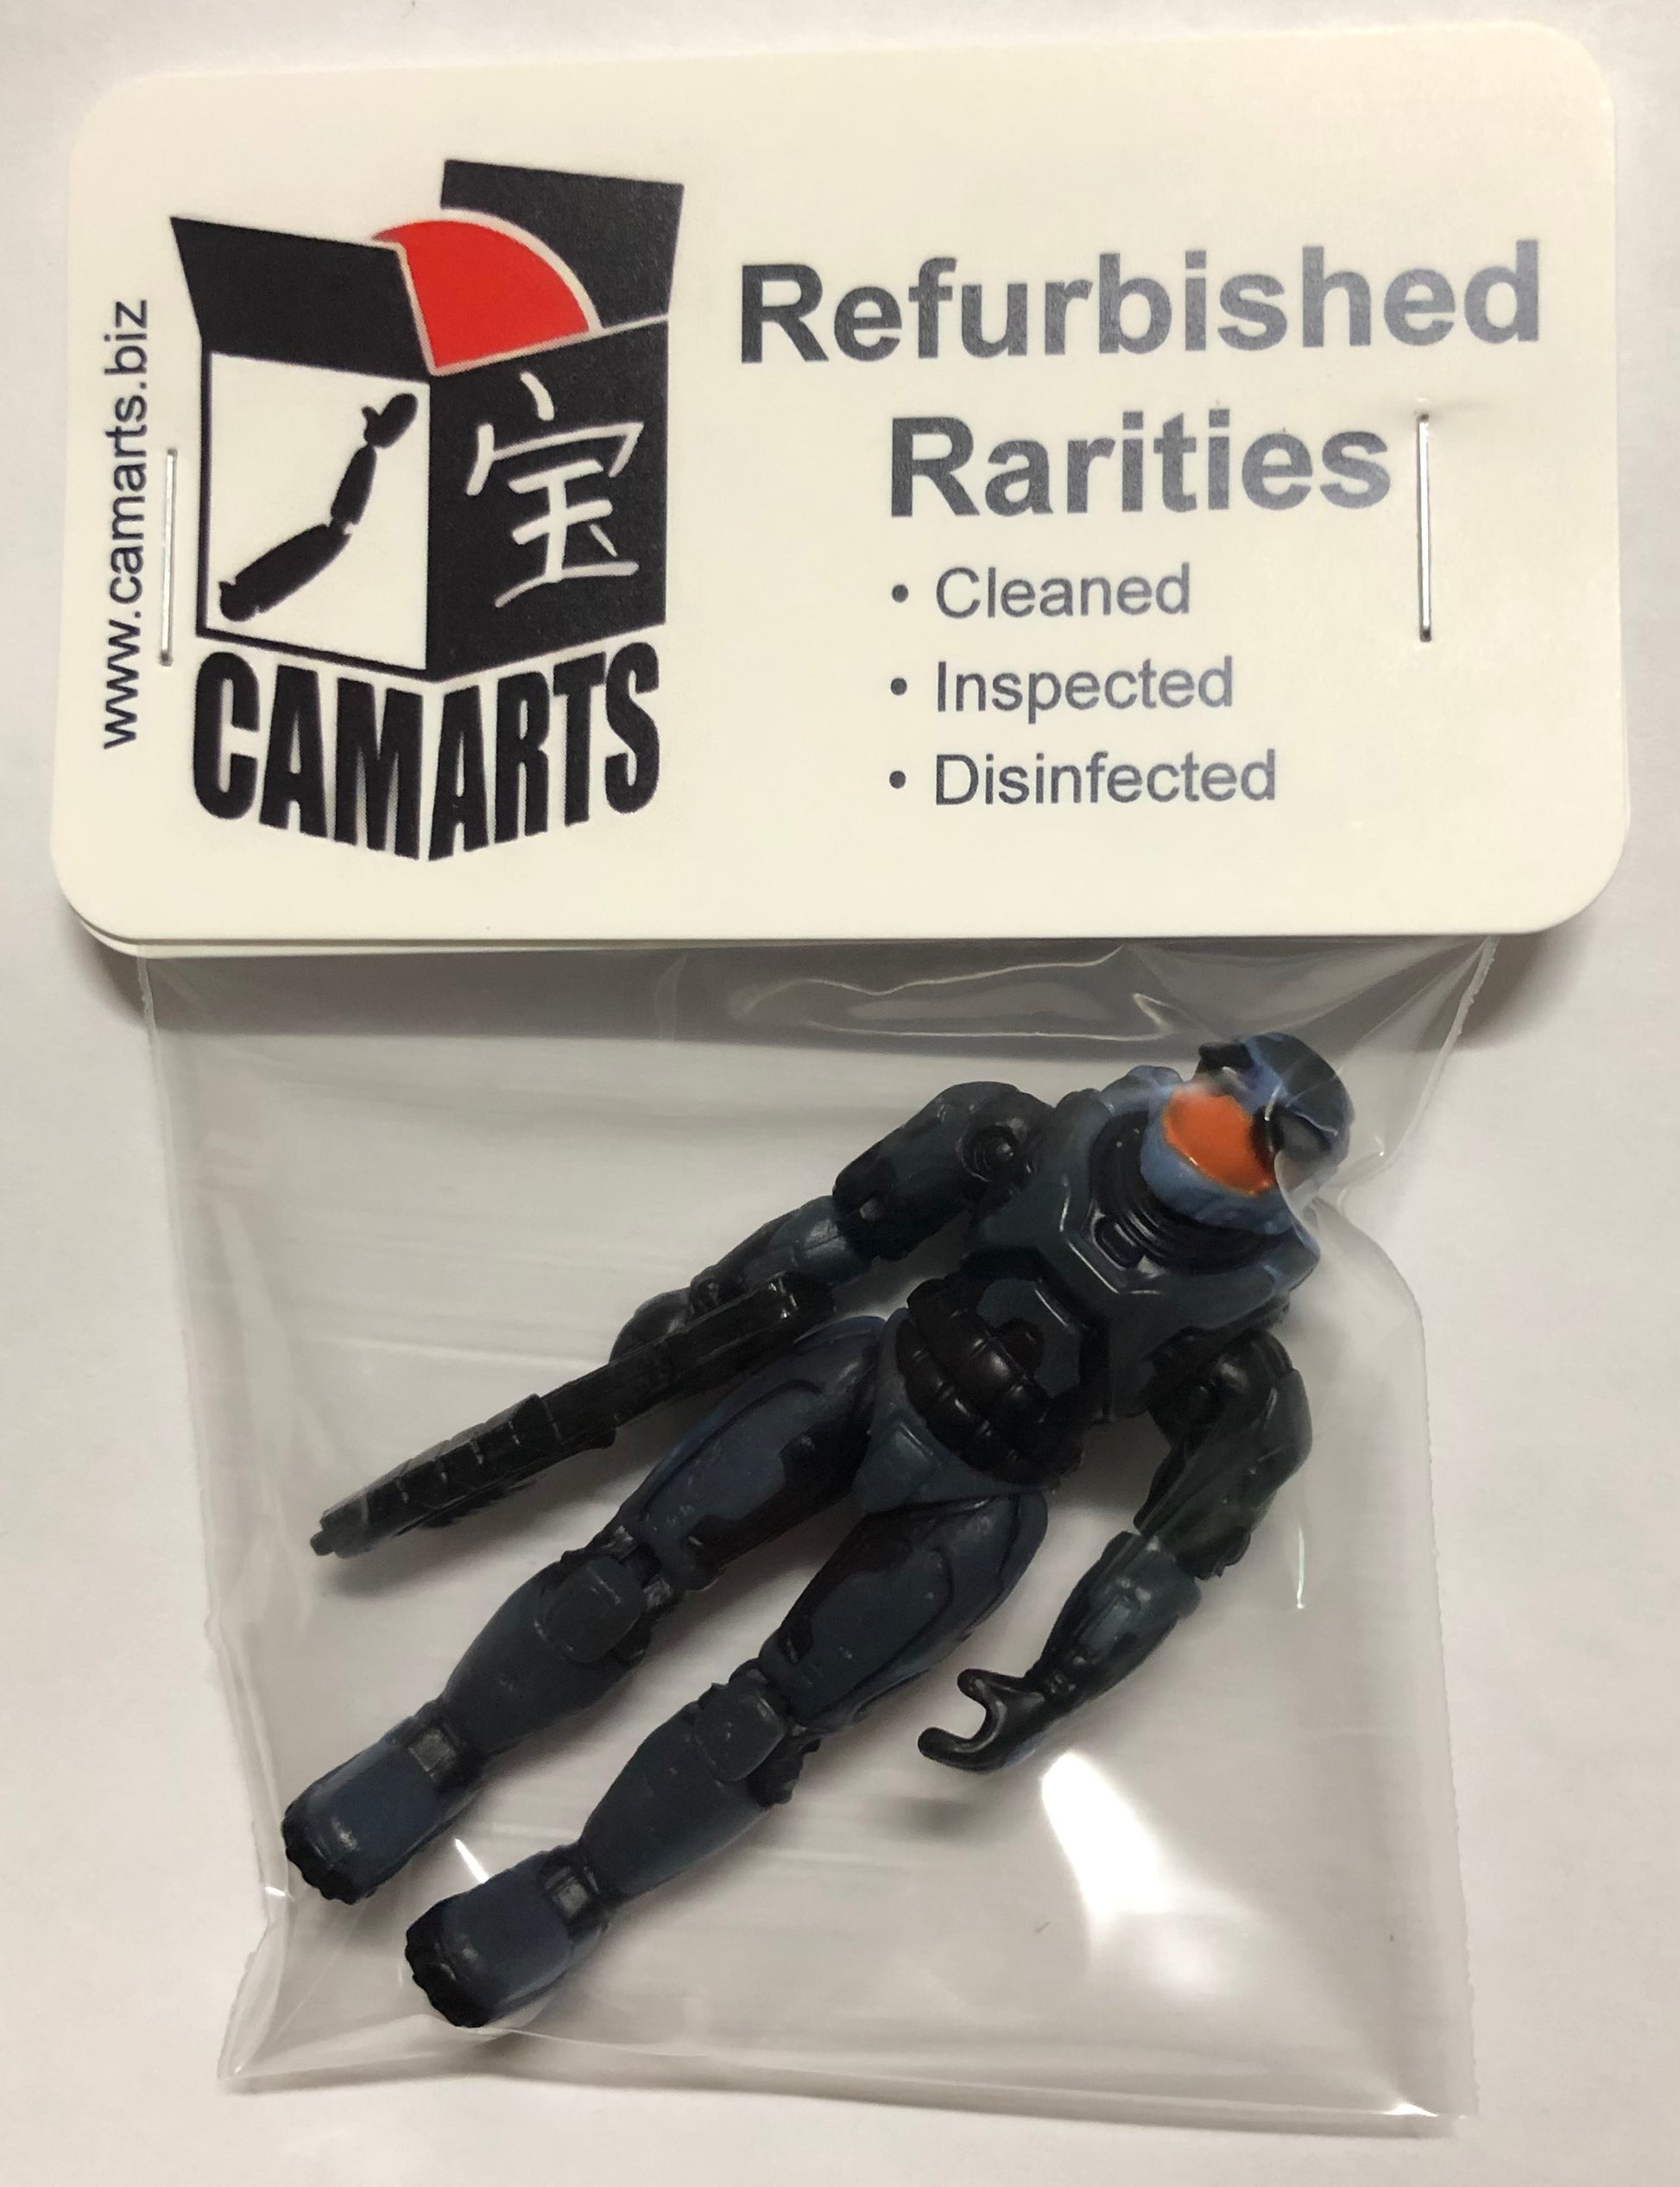 www.camarts.biz
宝
CAMARTS
Refurbished
Rarities
• Cleaned
• Inspected
• Disinfected